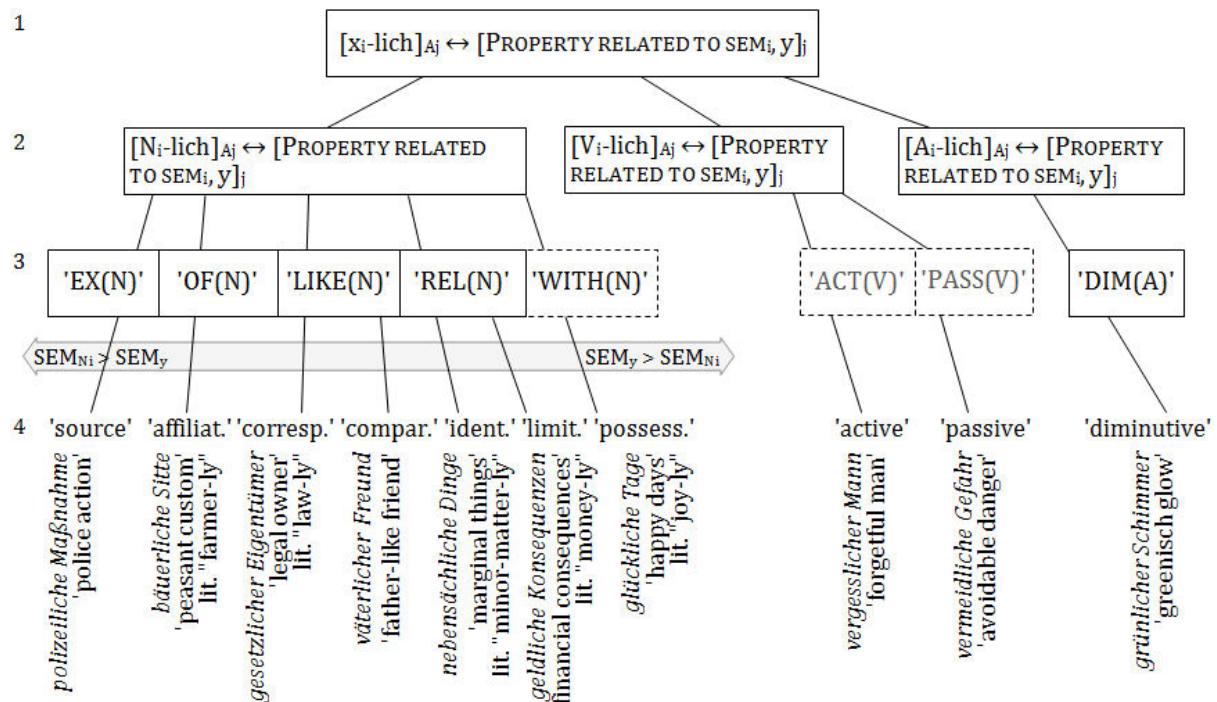 1
[xi-lich]Aj ↔ [PROPERTY RELATED TO SEMi, y]j
2
[Ni-lich]Aj ↔ [PROPERTY RELATED
TO SEMi, y]j
[Vi-lich]Aj ↔ [PROPERTY
RELATED TO SEMi, y]j
[Ai-lich]Aj ↔ [PROPERTY
RELATED TO SEMi, y]j
3
'EX(N)'
'OF(N)'
'LIKE(N)'
'REL(N)'
'WITH(N)'
'ACT(V)'
'PASS(V)'
'DIM(A)'
SEMNi > SEMy
SEMy > SEMNi
4
'source'
'affiliat.'
'corresp.'
'compar.'
'ident.'
'limit.'
'possess.'
'active'
'passive'
'diminutive'
polizeiliche Maßnahme
'police action'
bäuerliche Sitte
'peasant custom'
lit. "farmer-ly"
gesetzlicher Eigentümer
'legal owner'
lit. "law-ly"
väterlicher Freund
'father-like friend'
nebensächliche Dinge
'marginal things'
lit. "minor-matter-ly"
geldliche Konsequenzen
financial consequences'
lit. "money-ly"
glückliche Tage
'happy days'
lit. "joy-ly"
vergesslicher Mann
'forgetful man'
vermeidliche Gefahr
'avoidable danger'
grünlicher Schimmer
'greenisch glow'